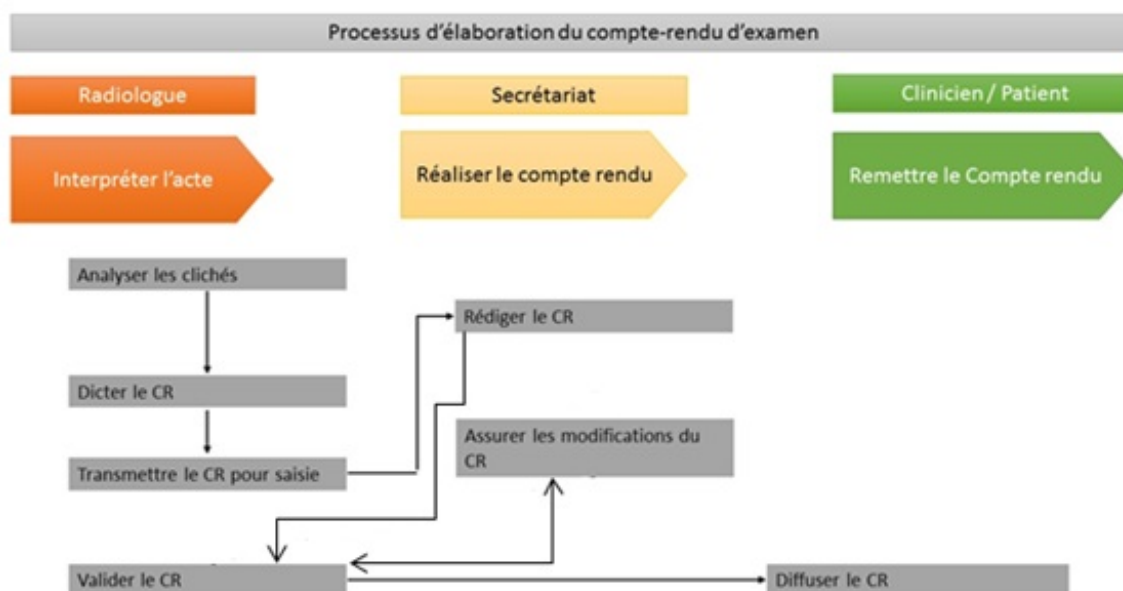 Processus d'élaboration du compte-rendu d'examen
Radiologue
Secrétariat
Clinicien / Patient
Interpréter l'acte
Réaliser le compte rendu
Remettre le Compte rendu
Analyser les clichés
Rédiger le CR
Dicter le CR
Assurer les modifications du
CR
Transmettre le CR pour saisie
Valider le CR
Diffuser le CR